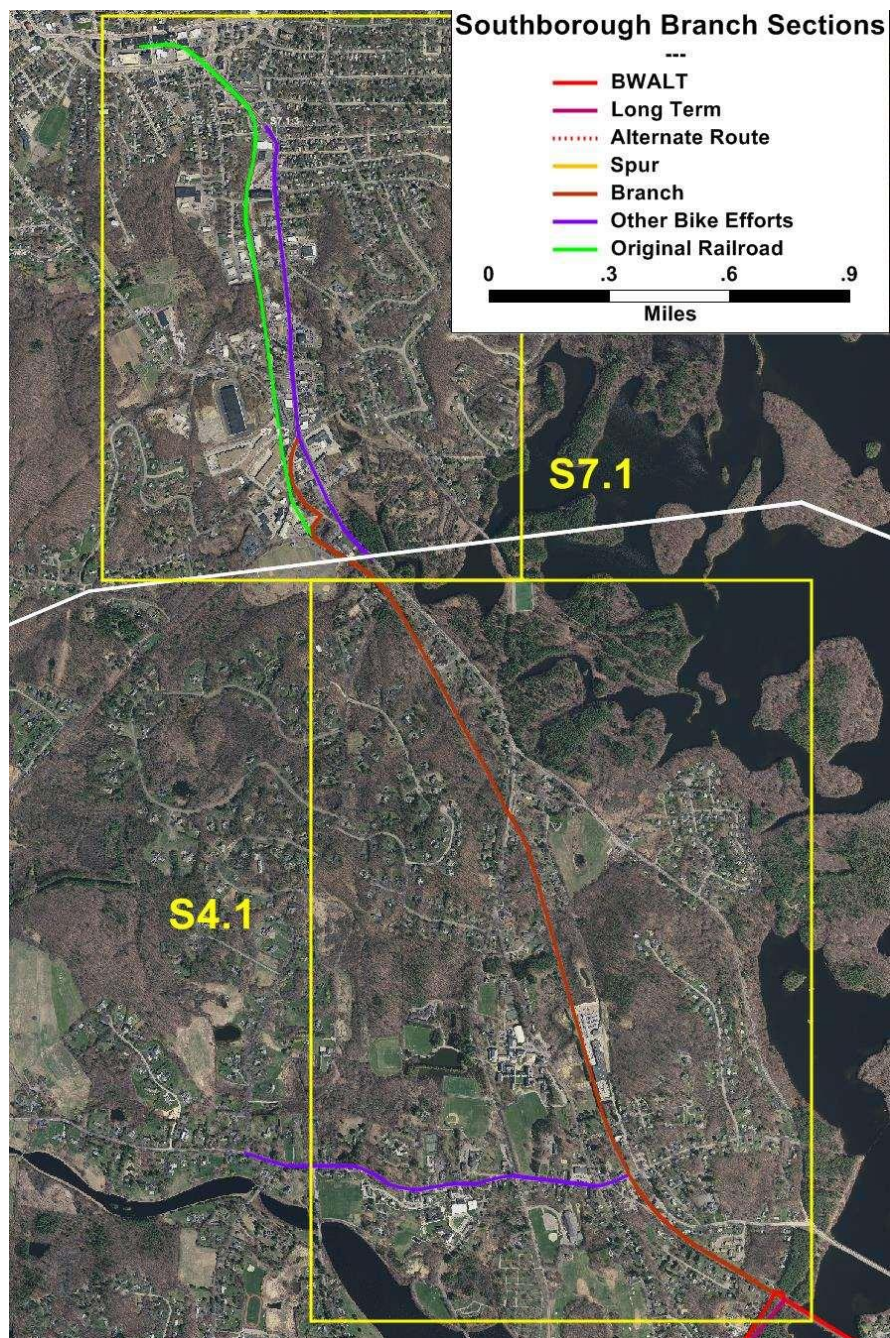 Southborough Branch Sections
---
BWALT
Long Term
Alternate Route
Spur
Branch
Other Bike Efforts
Original Railroad
0 .3 .6 .9
Miles
S7.1.3
S7.1
S4.1